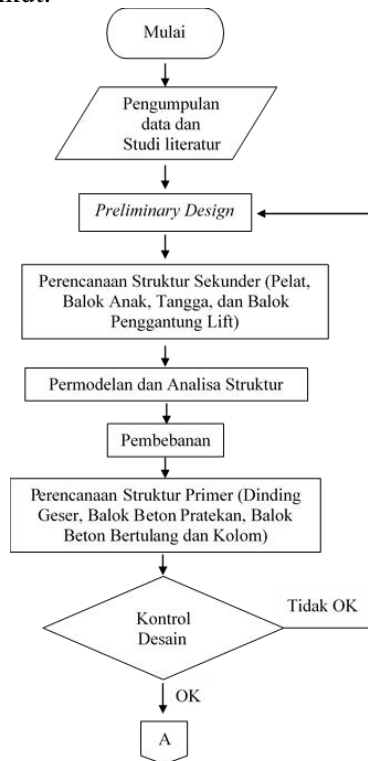 Mulai
Pengumpulan
data dan
Studi literatur
Preliminary Design
Perencanaan Struktur Sekunder (Pelat,
Balok Anak, Tangga, dan Balok
Penggantung Lift)
Permodelan dan Analisa Struktur
Pembebanan
Perencanaan Struktur Primer (Dinding
Geser, Balok Beton Pratekan, Balok
Beton Bertulang dan Kolom)
Kontrol
Desain
Tidak OK
OK
A